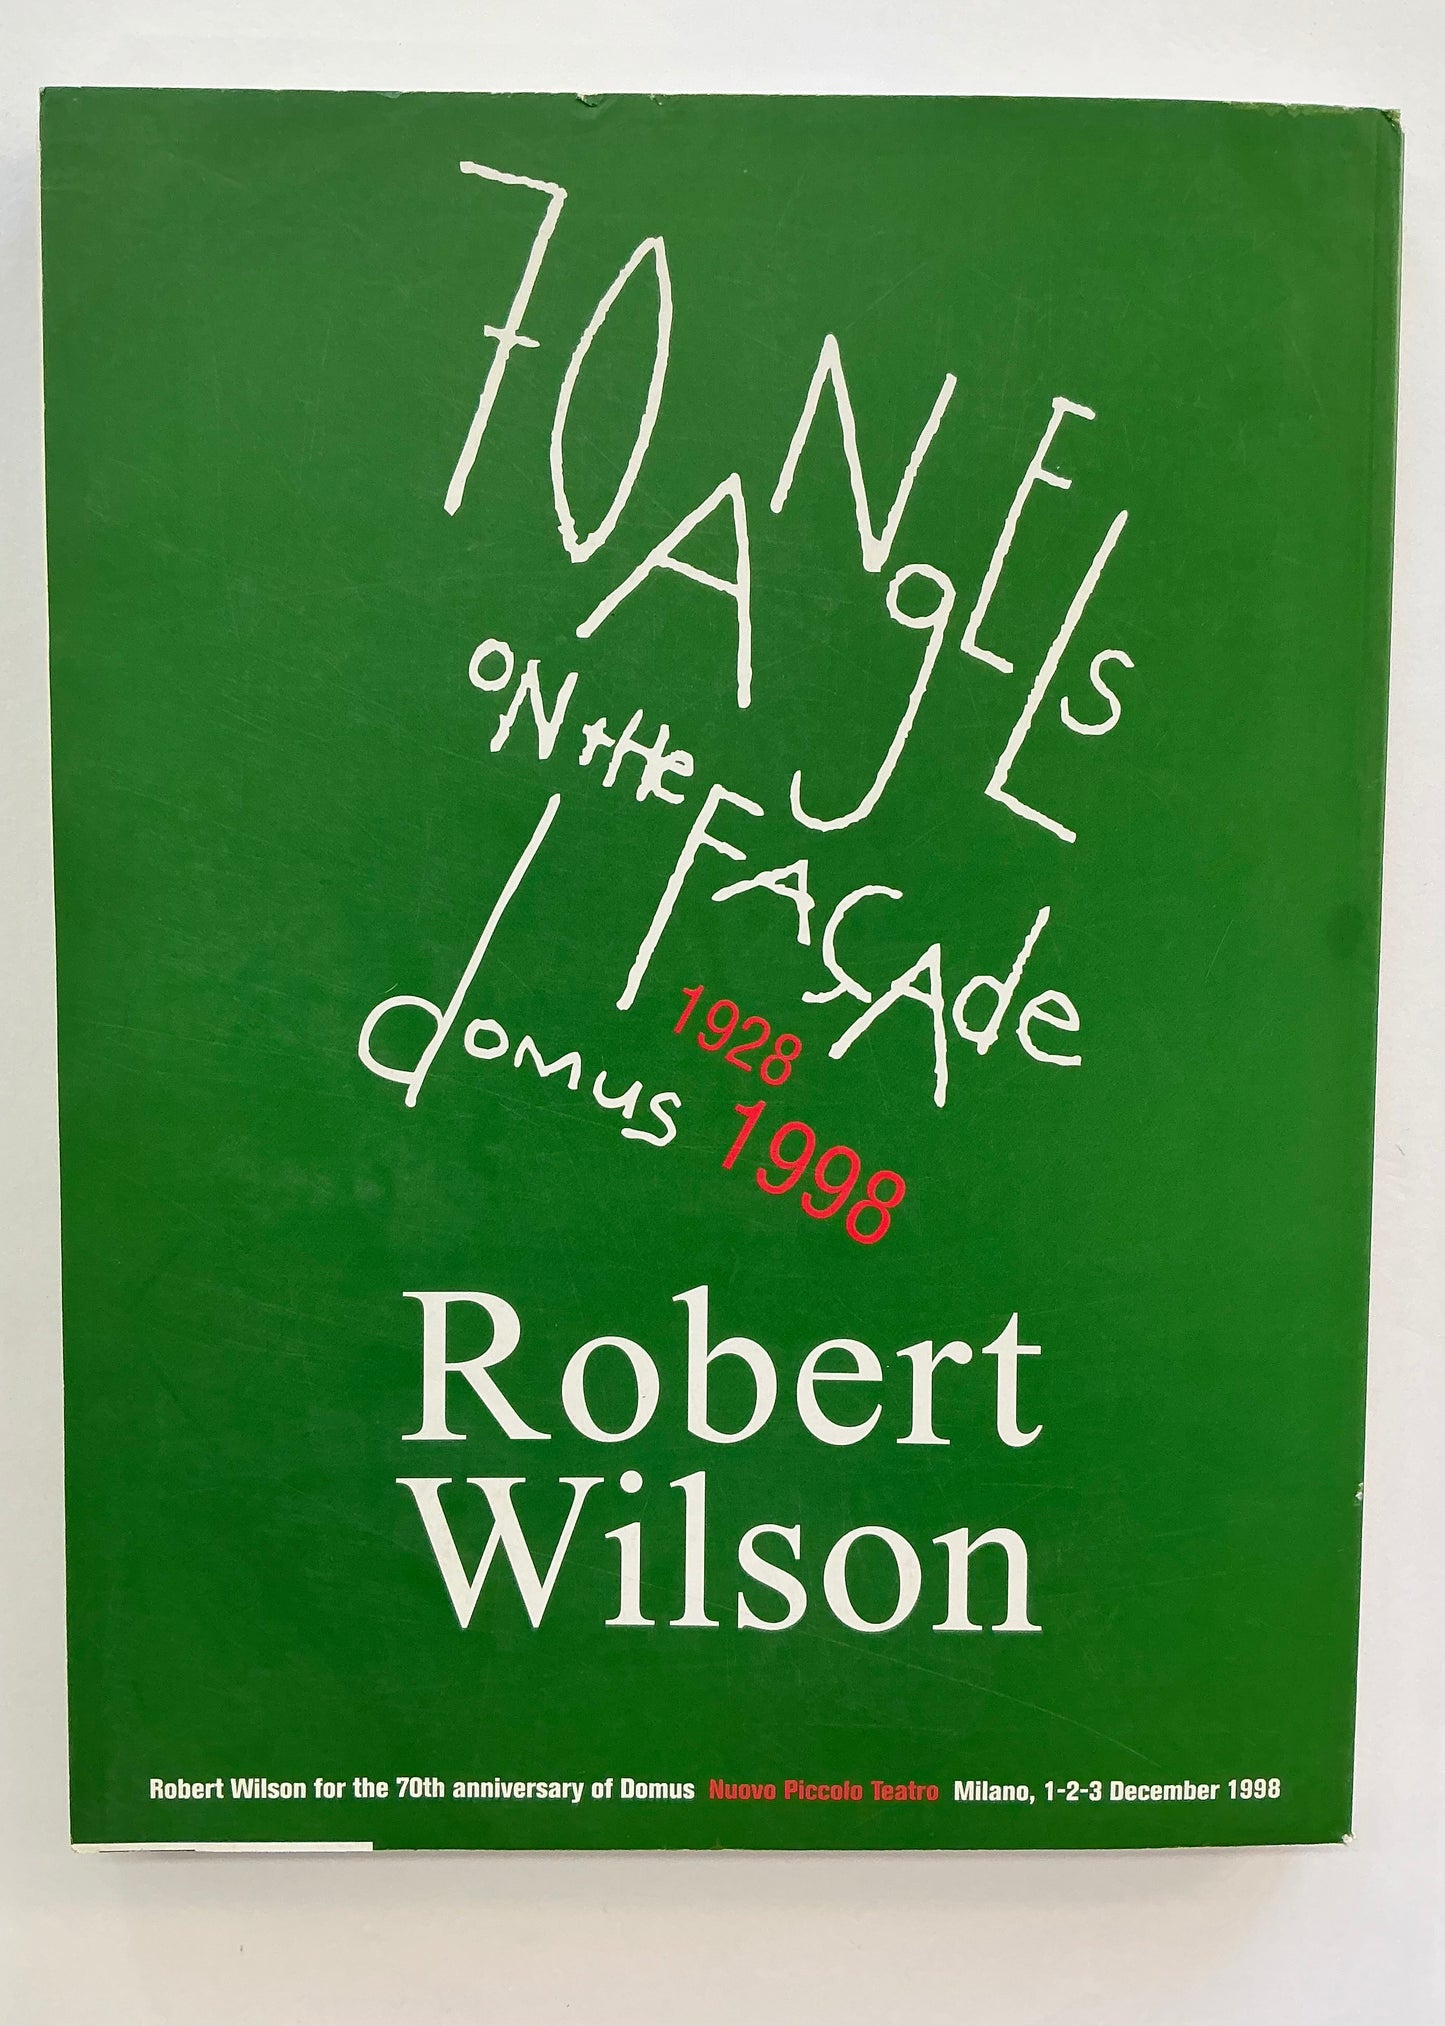 70 ANgELs
ON the FAÇAde
domus 1928
1998
Robert
Wilson
Robert Wilson for the 70th anniversary of Domus Nuovo Piccolo Teatro Milano, 1-2-3 December 1998